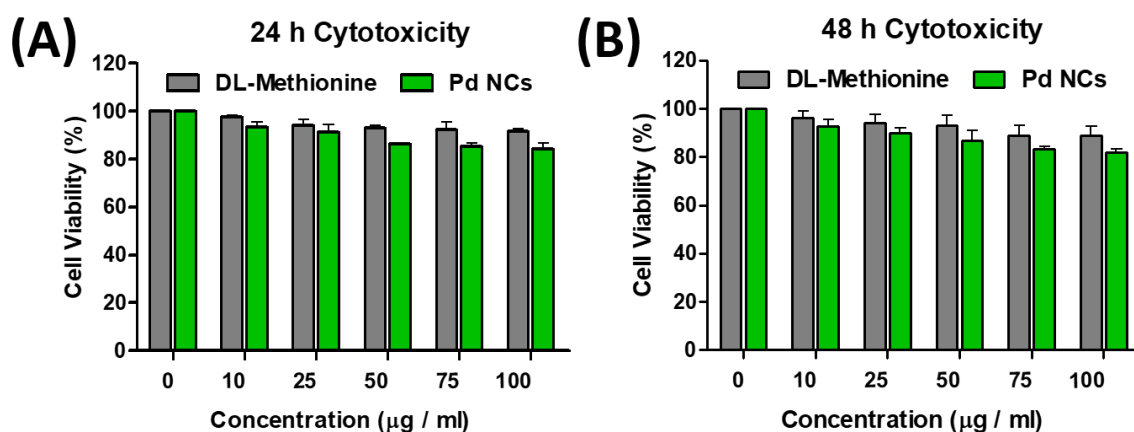 (A)
24 h Cytotoxicity
DL-Methionine
Pd NCs
Cell Viability (%)
120
100
80
60
40
20
0
0 10 25 50 75 100
Concentration (μg / ml)
(B)
48 h Cytotoxicity
DL-Methionine
Pd NCs
Cell Viability (%)
120
100
80
60
40
20
0
0 10 25 50 75 100
Concentration (μg / ml)